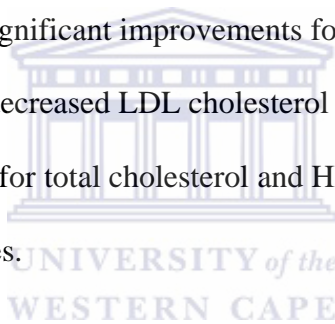 gnificant improvements fo
ecreased LDL cholesterol
for total cholesterol and H
es.
UNIVERSITY of the
WESTERN CAPE